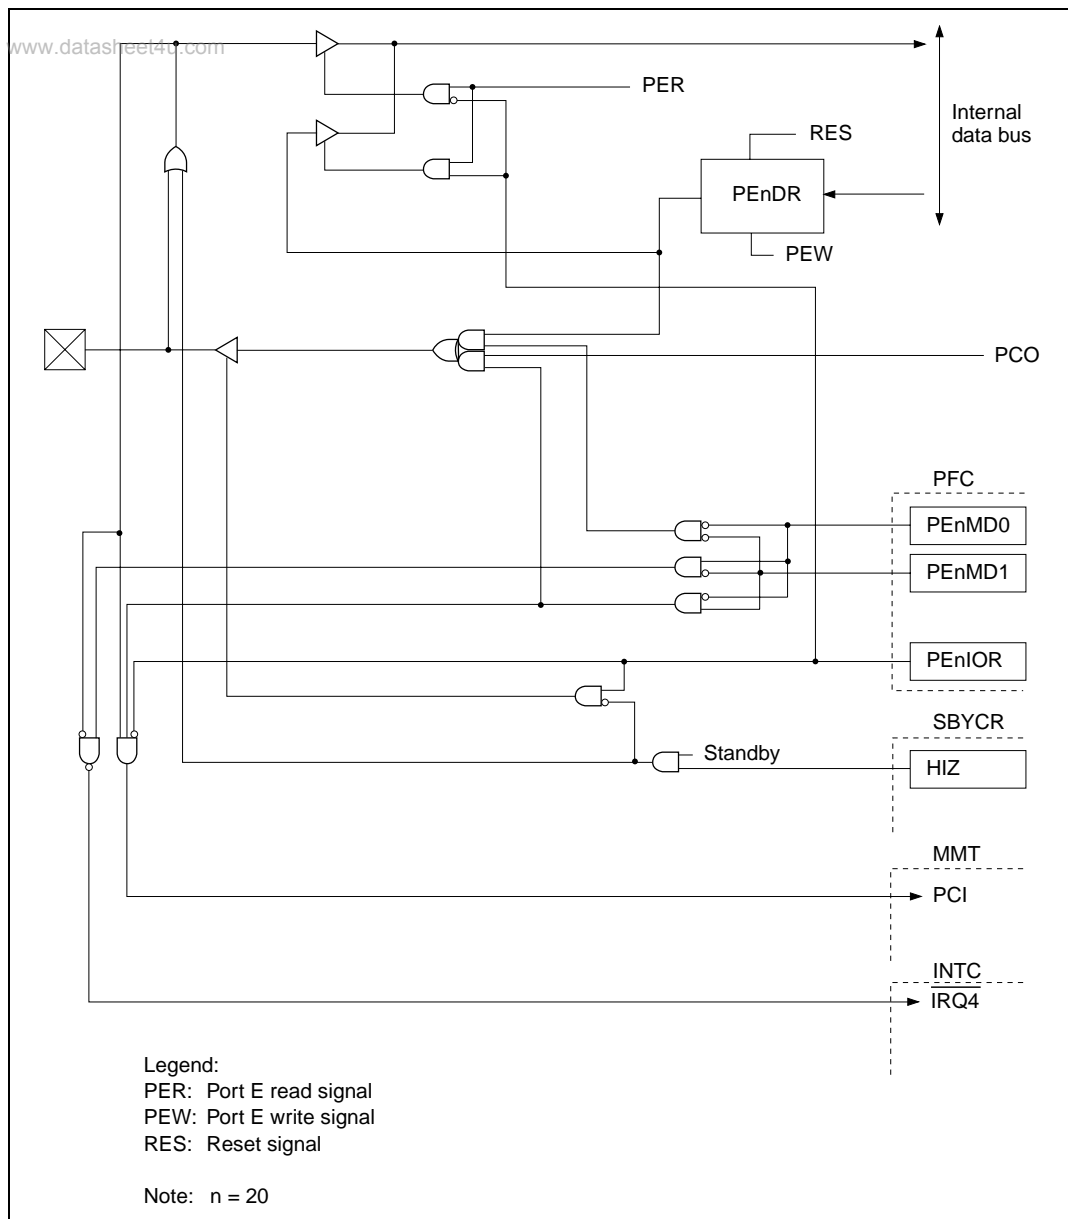 www.datasheet4u.com
PER
Internal
data bus
RES
PEnDR
PEW
PCO
PFC
PEnMD0
PEnMD1
PEnIOR
SBYCR
Standby
HIZ
MMT
PCI
INTC
IRQ4
Legend:
PER: Port E read signal
PEW: Port E write signal
RES: Reset signal
Note: n = 20